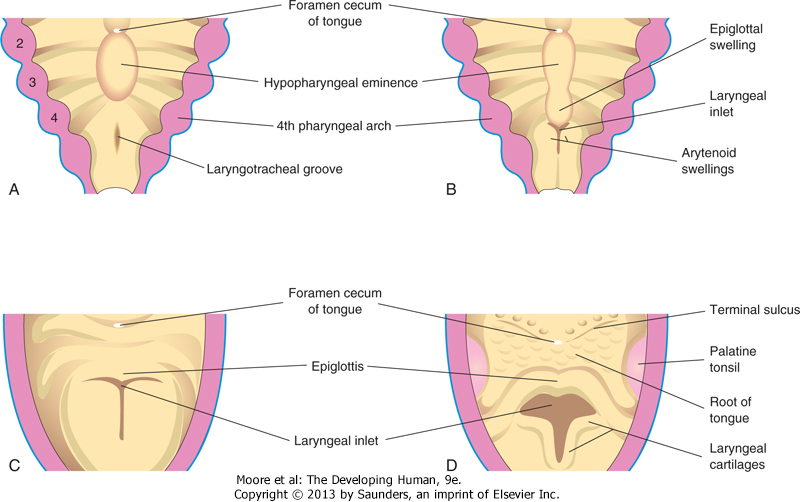 Foramen cecum
of tongue
2
3
4
Hypopharyngeal eminence
4th pharyngeal arch
Laryngotracheal groove
A
Epiglottal
swelling
Laryngeal
inlet
Arytenoid
swellings
B
Foramen cecum
of tongue
Epiglottis
Laryngeal inlet
C
Terminal sulcus
Palatine
tonsil
Root of
tongue
Laryngeal
cartilages
D
Moore et al: The Developing Human, 9e.
Copyright © 2013 by Saunders, an imprint of Elsevier Inc.